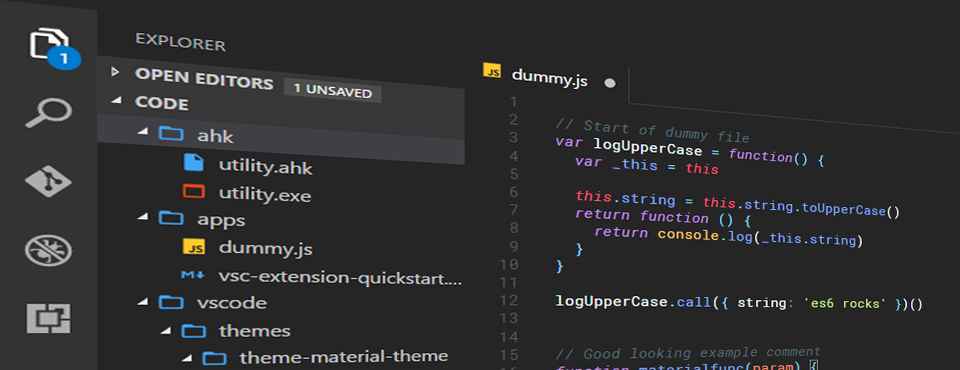 1
EXPLORER
OPEN EDITORS 1 UNSAVED
CODE
ahk
utility.ahk
utility.exe
apps
JS dummy.js
M↓ vsc-extension-quickstart....
vscode
themes
theme-material-theme
JS dummy.js
1
2 // Start of dummy file
3 var logUpperCase = function() {
4 var _this = this
5
6 this.string = this.string.toUpperCase()
7 return function () {
8 return console.log(_this.string)
9 }
10 }
11
12 logUpperCase.call({ string: 'es6 rocks' })()
13
14
15 // Good looking example comment
function materialfunc(param) {